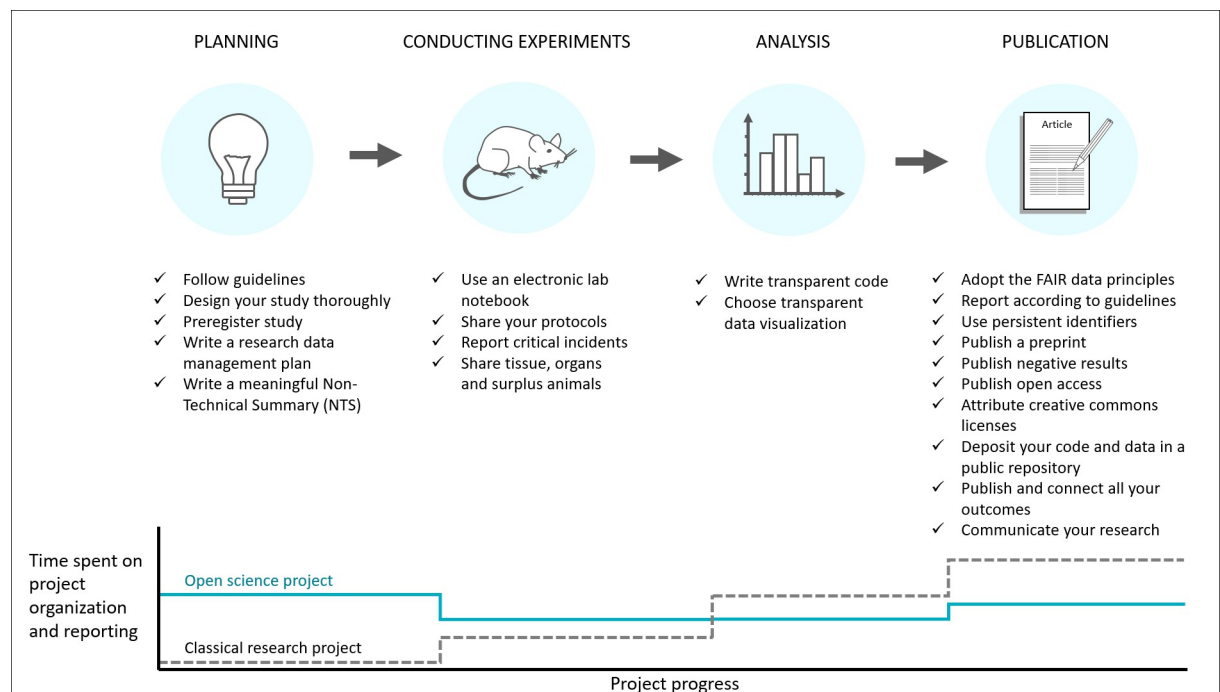 PLANNING
CONDUCTING EXPERIMENTS
ANALYSIS
PUBLICATION
Article
✓ Follow guidelines
✓ Design your study thoroughly
✓ Preregister study
✓ Write a research data
management plan
✓ Write a meaningful Non-
Technical Summary (NTS)
✓ Use an electronic lab
notebook
✓ Share your protocols
✓ Report critical incidents
✓ Share tissue, organs
and surplus animals
✓ Write transparent code
✓ Choose transparent
data visualization
✓ Adopt the FAIR data principles
✓ Report according to guidelines
✓ Use persistent identifiers
✓ Publish a preprint
✓ Publish negative results
✓ Publish open access
✓ Attribute creative commons
licenses
✓ Deposit your code and data in a
public repository
✓ Publish and connect all your
outcomes
✓ Communicate your research
Time spent on
project
organization
and reporting
Open science project
Classical research project
Project progress